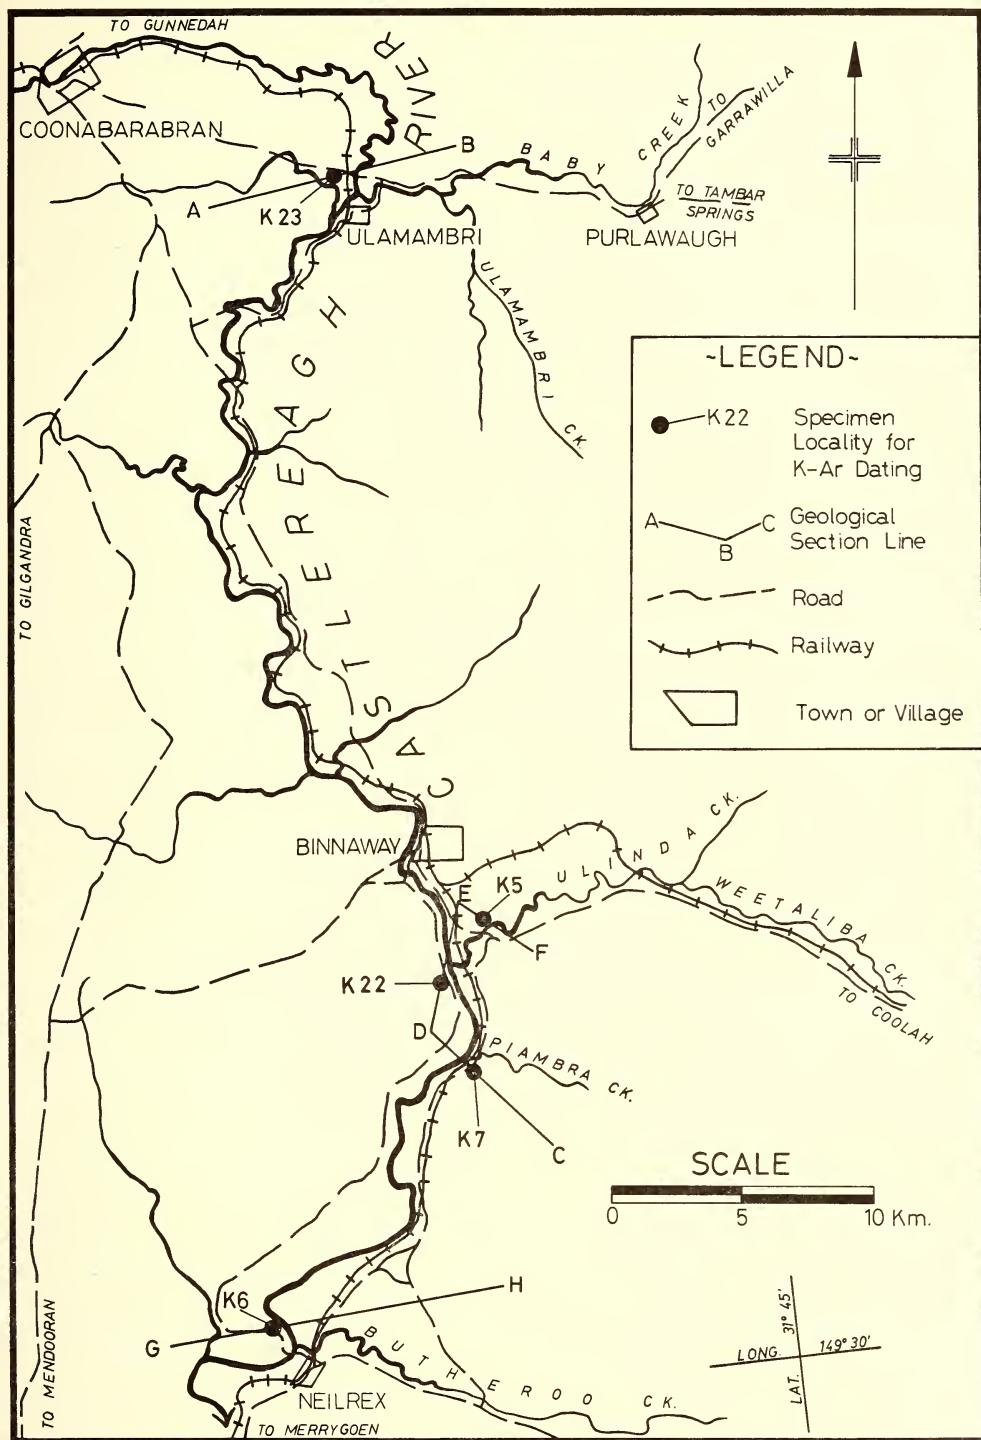 TO GUNNEDAH
COONABARABRAN
CASTLEREAGH RIVER
B
BABY CREEK
TO GARRAWILLA
A
K23
ULAMAMBRI
TO TAMBAR
SPRINGS
PURLAWAUGH
ULAMAMBRI CK.
~LEGEND~
K22 Specimen
Locality for
K-Ar Dating
A B C Geological
Section Line
Road
Railway
Town or Village
TO GILGANDRA
BINNAWAY
ULINDA CK.
WEETALIBA CK.
TO COOLAH
E
K5
F
K22
D
PIAMBRA CK.
K7
C
SCALE
0 5 10 Km.
K6
H
G
BUTHEROO CK.
NEILREX
TO MENDOORAN
TO MERRYGOEN
LONG. 149° 30'
LAT. 31° 45'